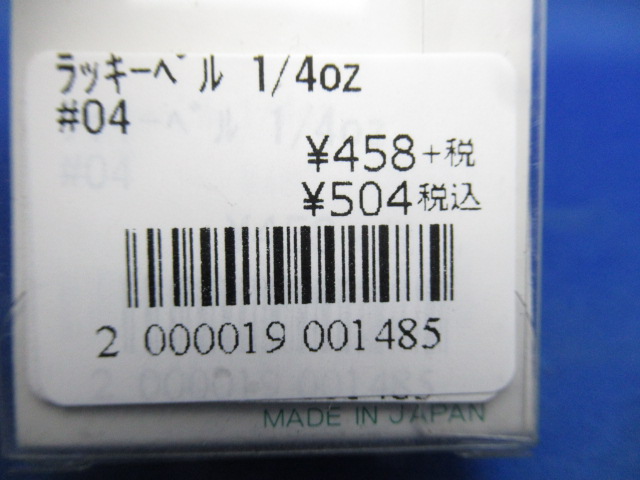 ﾗｯｷｰﾍﾞﾙ 1/4oz
#04
¥458+税
¥504税込
2 000019 001485
MADE IN JAPAN